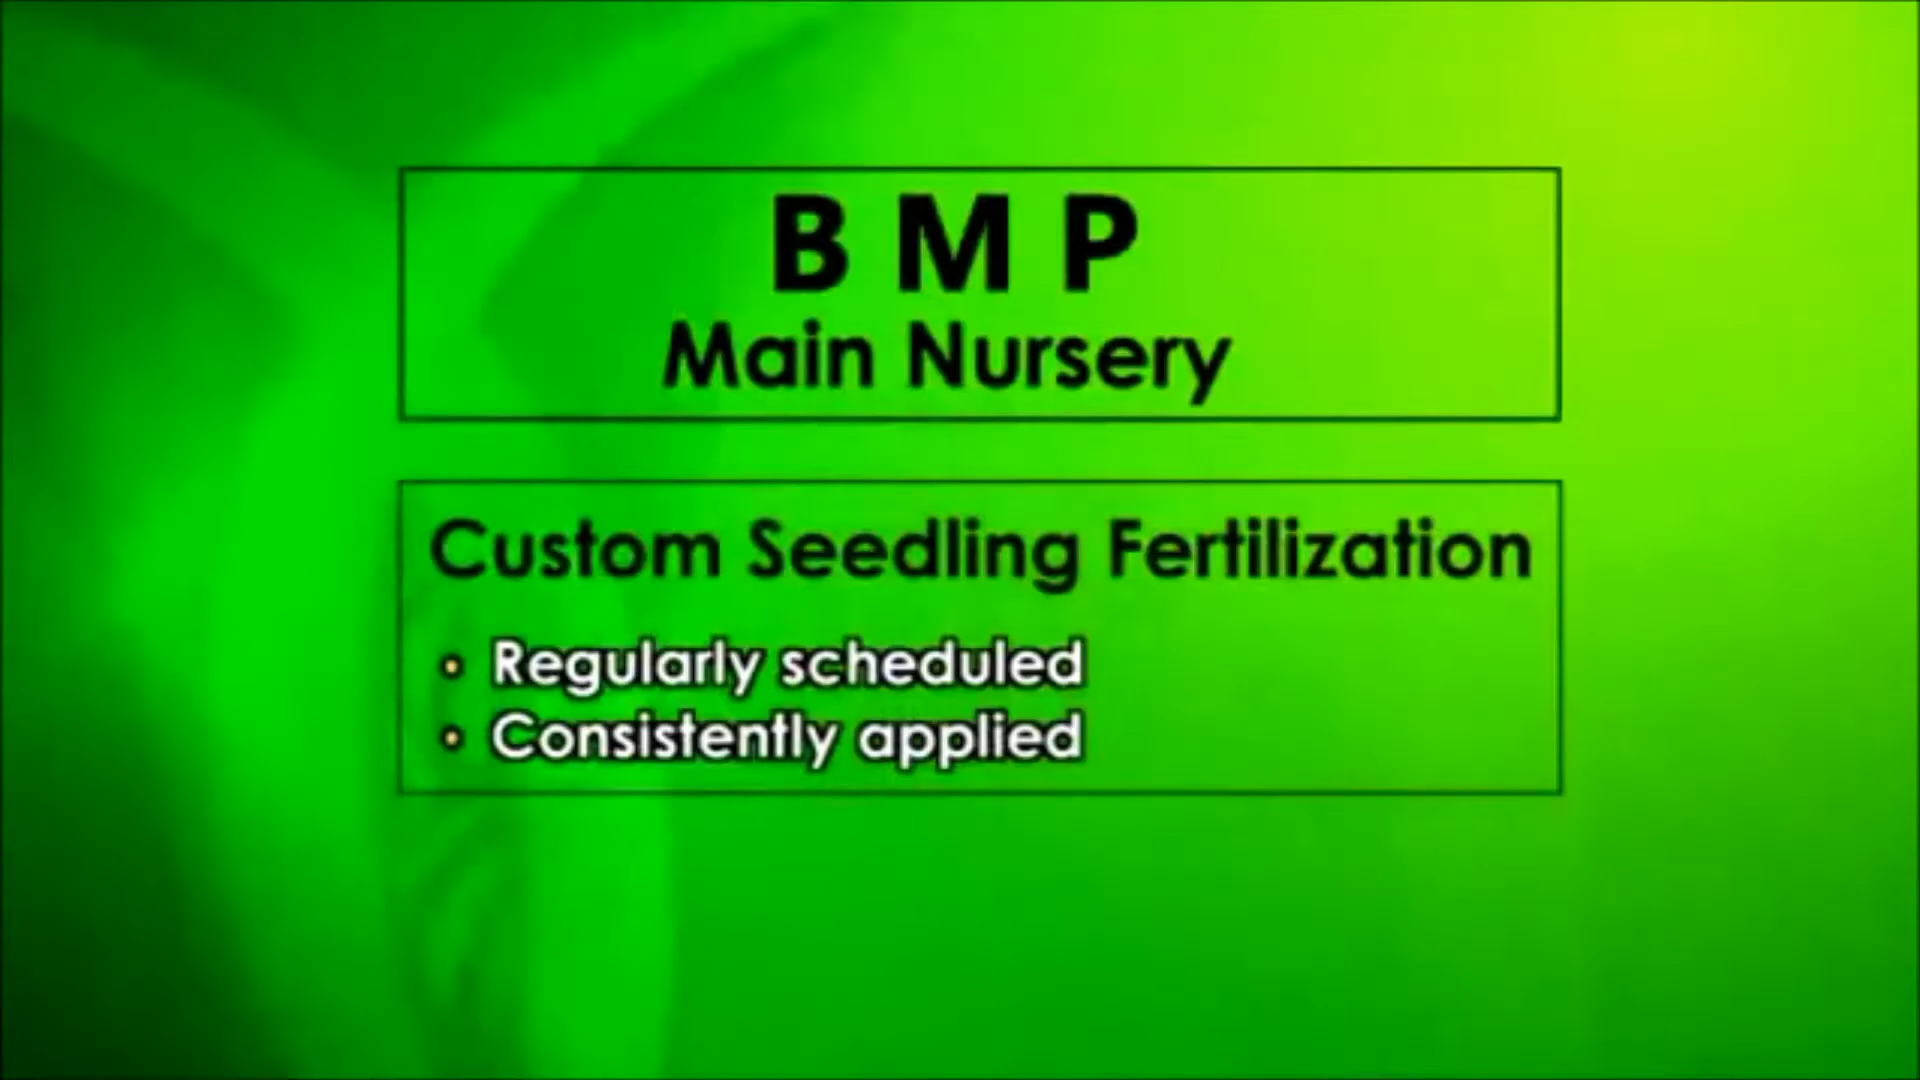 B M P
Main Nursery
Custom Seedling Fertilization
• Regularly scheduled
• Consistently applied